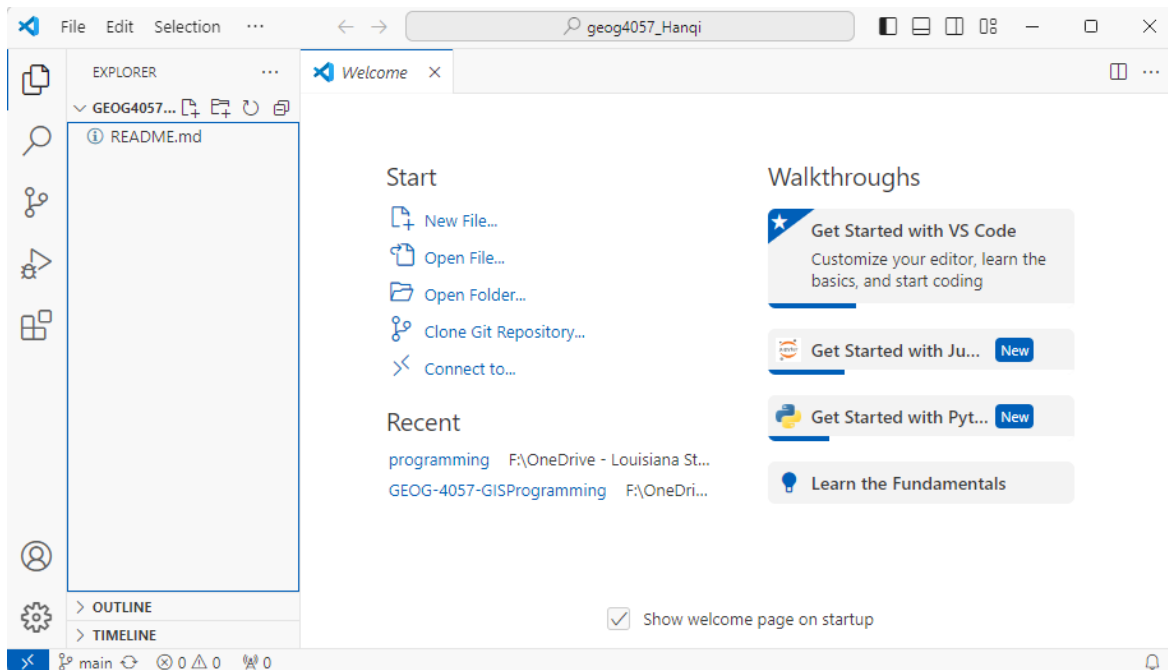 File Edit Selection ··· geog4057_Hanqi
EXPLORER ···
Welcome
GEOG4057...
README.md
Start
New File...
Open File...
Open Folder...
Clone Git Repository...
Connect to...
Recent
programming F:\OneDrive - Louisiana St...
GEOG-4057-GISProgramming F:\OneDri...
Walkthroughs
Get Started with VS Code
Customize your editor, learn the
basics, and start coding
Get Started with Ju... New
Get Started with Pyt... New
Learn the Fundamentals
OUTLINE
TIMELINE
Show welcome page on startup
main 0 0 0